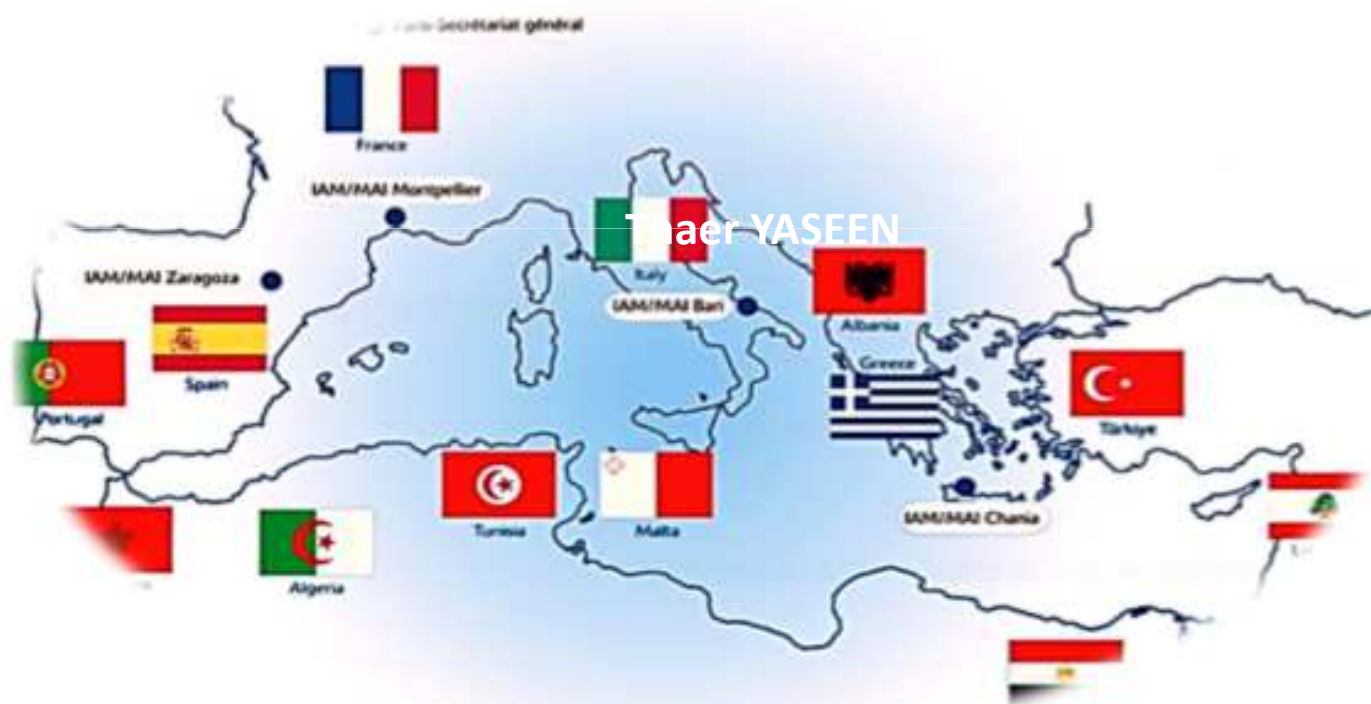 Secrétariat général
France
IAM/MAI Montpellier
Thaer YASEEN
Italy
IAM/MAI Zaragoza
IAM/MAI Bari
Albania
Greece
Spain
Portugal
Türkiye
Tunisia
Malta
IAM/MAI Chania
Algeria